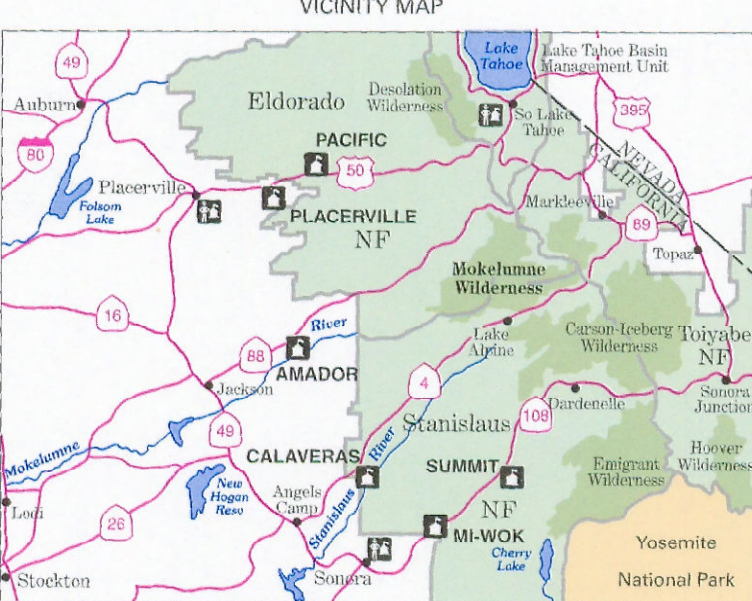 VICINITY MAP
49
Lake
Tahoe
Lake Tahoe Basin
Management Unit
Desolation
Wilderness
Eldorado
Auburn
So Lake
Tahoe
395
80
PACIFIC
50
NEVADA
CALIFORNIA
Placerville
Folsom
Lake
PLACERVILLE
NF
Markleeville
89
Topaz
Mokelumne
Wilderness
16
River
88
AMADOR
Lake
Alpine
Carson-Iceberg
Wilderness
Toiyabe
NF
Jackson
4
Dardenelle
Sonora
Junction
49
Stanislaus
108
Mokelumne
CALAVERAS
River
SUMMIT
Emigrant
Wilderness
Hoover
Wilderness
New
Hogan
Resv
Angels
Camp
Stanislaus
NF
Lodi
26
MI-WOK
Cherry
Lake
Yosemite
National Park
Stockton
Sonora